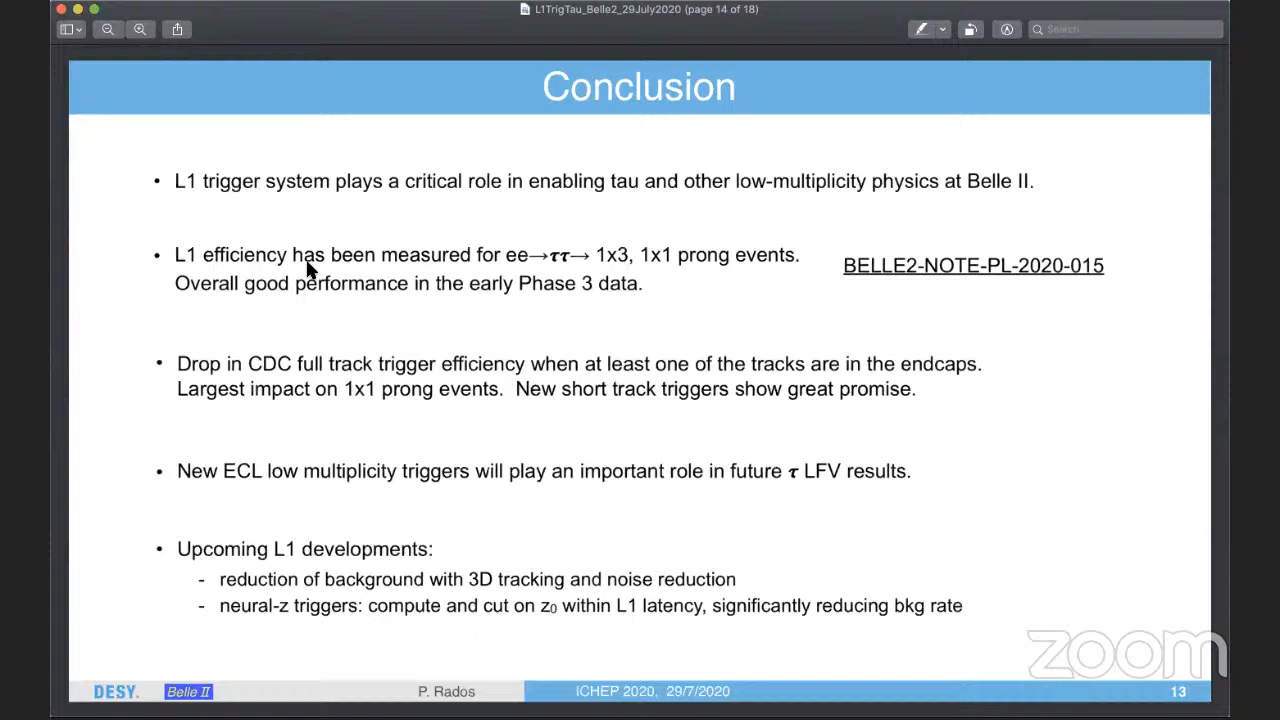 L1TrigTau_Belle2_29July2020 (page 14 of 18)
Search
Conclusion
• L1 trigger system plays a critical role in enabling tau and other low-multiplicity physics at Belle II.
• L1 efficiency has been measured for ee→ττ→ 1x3, 1x1 prong events.
Overall good performance in the early Phase 3 data.
BELLE2-NOTE-PL-2020-015
• Drop in CDC full track trigger efficiency when at least one of the tracks are in the endcaps.
Largest impact on 1x1 prong events. New short track triggers show great promise.
• New ECL low multiplicity triggers will play an important role in future τ LFV results.
• Upcoming L1 developments:
- reduction of background with 3D tracking and noise reduction
- neural-z triggers: compute and cut on z₀ within L1 latency, significantly reducing bkg rate
zoom
DESY. Belle II P. Rados ICHEP 2020, 29/7/2020 13